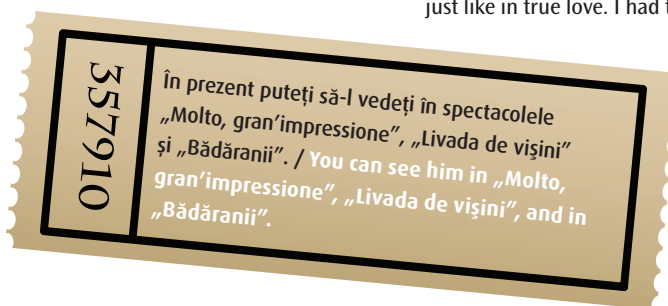 just like in true love. I had
357910
În prezent puteți să-l vedeți în spectacolele
„Molto, gran’impressione”, „Livada de vișini”
și „Bădăranii”. / You can see him in „Molto,
gran’impressione”, „Livada de vișini”, and in
„Bădăranii”.